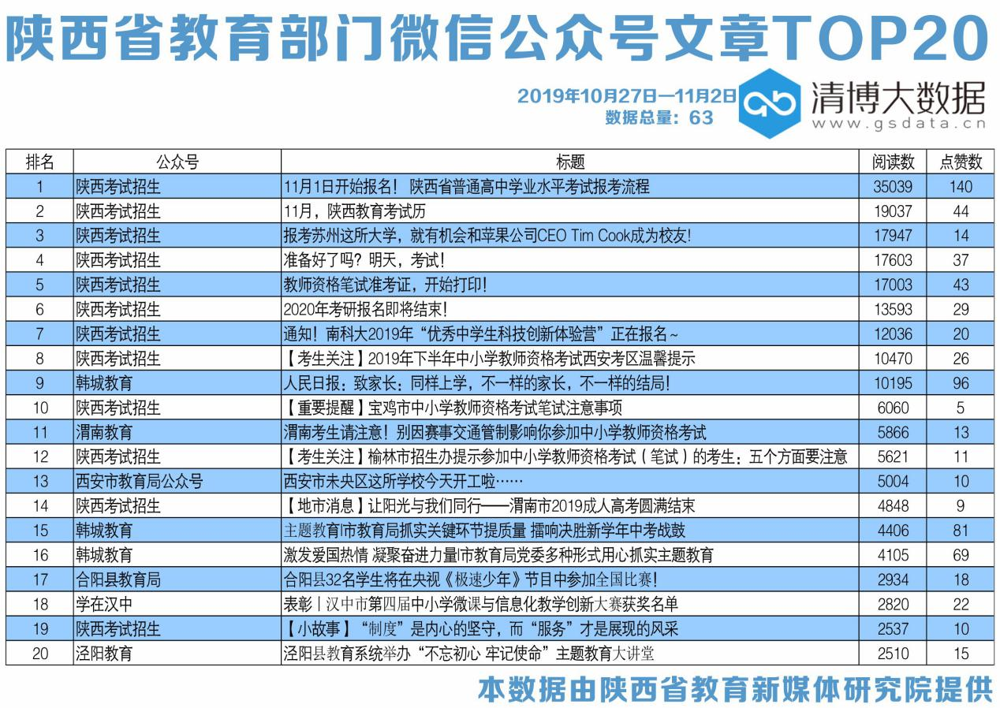 陕西省教育部门微信公众号文章TOP20
2019年10月27日—11月2日
数据总量：63
清博大数据
www.gsdata.cn
排名 公众号 标题 阅读数 点赞数
1 陕西考试招生 11月1日开始报名！ 陕西省普通高中学业水平考试报考流程 35039 140
2 陕西考试招生 11月，陕西教育考试历 19037 44
3 陕西考试招生 报考苏州这所大学，就有机会和苹果公司CEO Tim Cook成为校友! 17947 14
4 陕西考试招生 准备好了吗？明天，考试！ 17603 37
5 陕西考试招生 教师资格笔试准考证，开始打印！ 17003 43
6 陕西考试招生 2020年考研报名即将结束！ 13593 29
7 陕西考试招生 通知！南科大2019年“优秀中学生科技创新体验营”正在报名~ 12036 20
8 陕西考试招生 【考生关注】2019年下半年中小学教师资格考试西安考区温馨提示 10470 26
9 韩城教育 人民日报：致家长：同样上学，不一样的家长，不一样的结局！ 10195 96
10 陕西考试招生 【重要提醒】宝鸡市中小学教师资格考试笔试注意事项 6060 5
11 渭南教育 渭南考生请注意！别因赛事交通管制影响你参加中小学教师资格考试 5866 13
12 陕西考试招生 【考生关注】榆林市招生办提示参加中小学教师资格考试（笔试）的考生：五个方面要注意 5621 11
13 西安市教育局公众号 西安市未央区这所学校今天开工啦…… 5004 10
14 陕西考试招生 【地市消息】让阳光与我们同行——渭南市2019成人高考圆满结束 4848 9
15 韩城教育 主题教育|市教育局抓实关键环节提质量 擂响决胜新学年中考战鼓 4406 81
16 韩城教育 激发爱国热情 凝聚奋进力量|市教育局党委多种形式用心抓实主题教育 4105 69
17 合阳县教育局 合阳县32名学生将在央视《极速少年》节目中参加全国比赛！ 2934 18
18 学在汉中 表彰丨汉中市第四届中小学微课与信息化教学创新大赛获奖名单 2820 22
19 陕西考试招生 【小故事】“制度”是内心的坚守，而“服务”才是展现的风采 2537 10
20 泾阳教育 泾阳县教育系统举办“不忘初心 牢记使命”主题教育大讲堂 2510 15
本数据由陕西省教育新媒体研究院提供